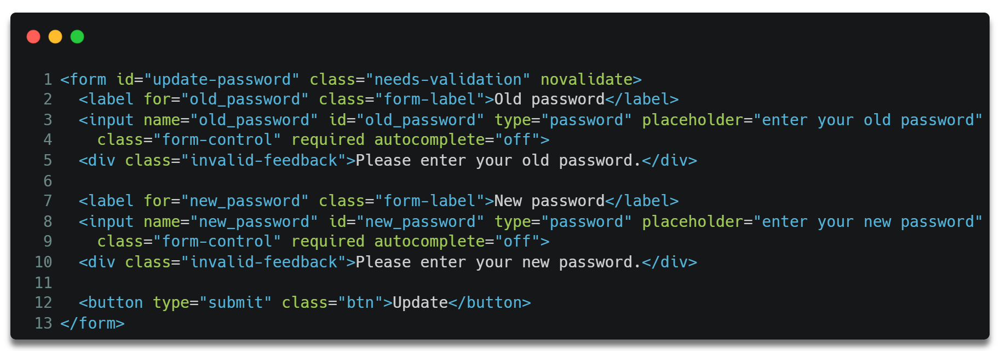 1 <form id="update-password" class="needs-validation" novalidate>
2   <label for="old_password" class="form-label">Old password</label>
3   <input name="old_password" id="old_password" type="password" placeholder="enter your old password"
4     class="form-control" required autocomplete="off">
5   <div class="invalid-feedback">Please enter your old password.</div>
6
7   <label for="new_password" class="form-label">New password</label>
8   <input name="new_password" id="new_password" type="password" placeholder="enter your new password"
9     class="form-control" required autocomplete="off">
10   <div class="invalid-feedback">Please enter your new password.</div>
11
12   <button type="submit" class="btn">Update</button>
13 </form>